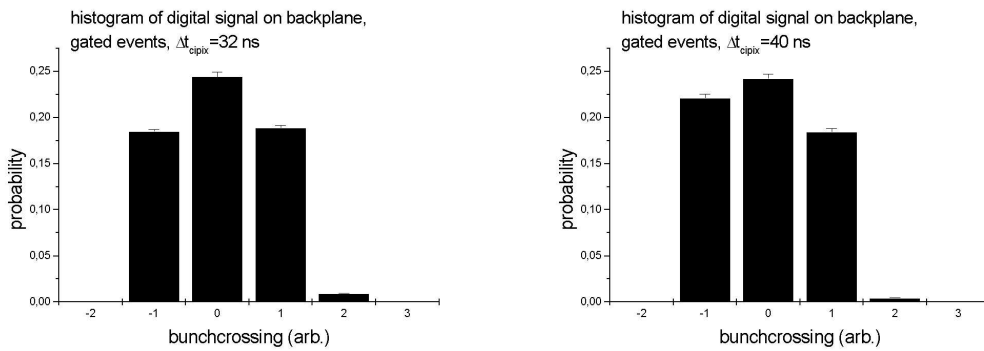 histogram of digital signal on backplane,
gated events, Δt_cipix=32 ns
0,25
0,20
0,15
0,10
0,05
0,00
probability
-2 -1 0 1 2 3
bunchcrossing (arb.)
histogram of digital signal on backplane,
gated events, Δt_cipix=40 ns
0,25
0,20
0,15
0,10
0,05
0,00
probability
-2 -1 0 1 2 3
bunchcrossing (arb.)